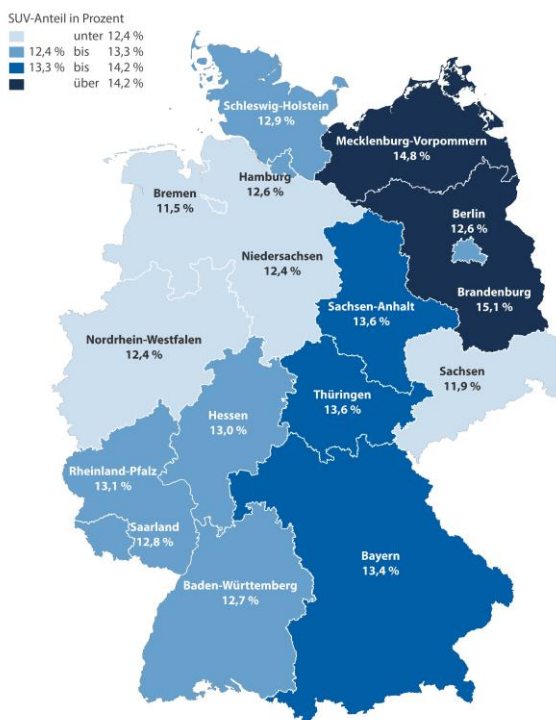 SUV-Anteil in Prozent
unter 12,4 %
12,4 % bis 13,3 %
13,3 % bis 14,2 %
über 14,2 %
Schleswig-Holstein
12,9 %
Mecklenburg-Vorpommern
14,8 %
Hamburg
12,6 %
Bremen
11,5 %
Berlin
12,6 %
Niedersachsen
12,4 %
Brandenburg
15,1 %
Sachsen-Anhalt
13,6 %
Nordrhein-Westfalen
12,4 %
Sachsen
11,9 %
Thüringen
13,6 %
Hessen
13,0 %
Rheinland-Pfalz
13,1 %
Saarland
12,8 %
Bayern
13,4 %
Baden-Württemberg
12,7 %